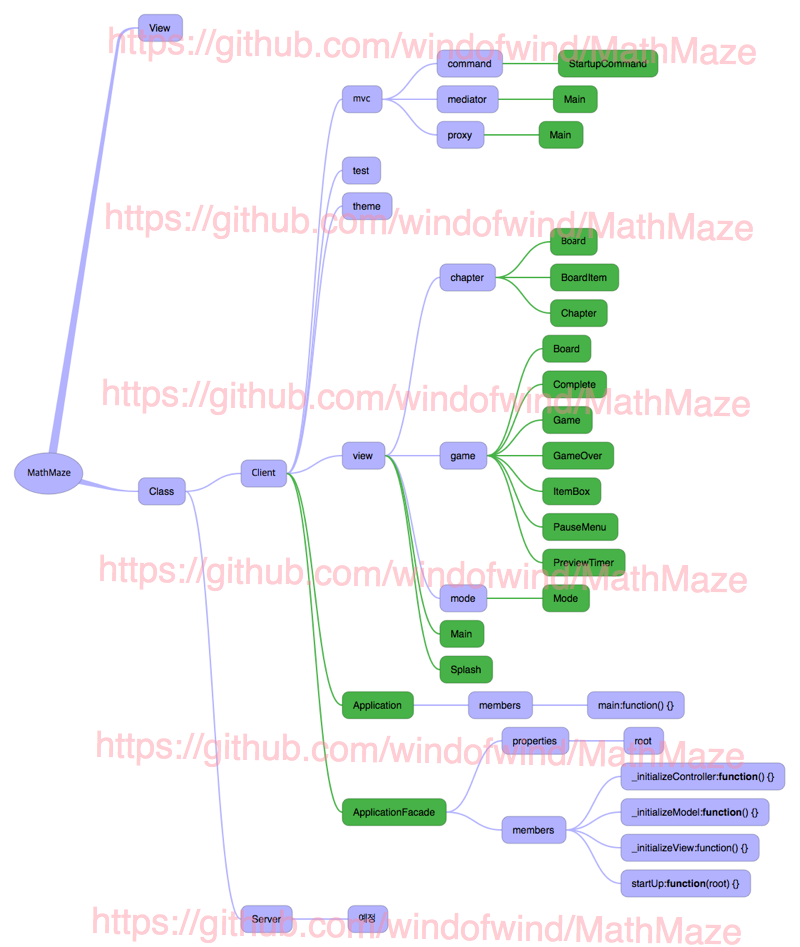 View
https://github.com/windofwind/MathMaze
command
StartupCommand
mvc
mediator
Main
proxy
Main
test
theme
https://github.com/windofwind/MathMaze
Board
chapter
BoardItem
Chapter
Board
Complete
https://github.com/windofwind/MathMaze
Game
view
game
GameOver
MathMaze
Class
Client
ItemBox
PauseMenu
PreviewTimer
https://github.com/windofwind/MathMaze
mode
Mode
Main
Splash
Application
members
main:function() {}
properties
root
https://github.com/windofwind/MathMaze
_initializeController:function() {}
ApplicationFacade
_initializeModel:function() {}
members
_initializeView:function() {}
startUp:function(root) {}
Server
예정
https://github.com/windofwind/MathMaze